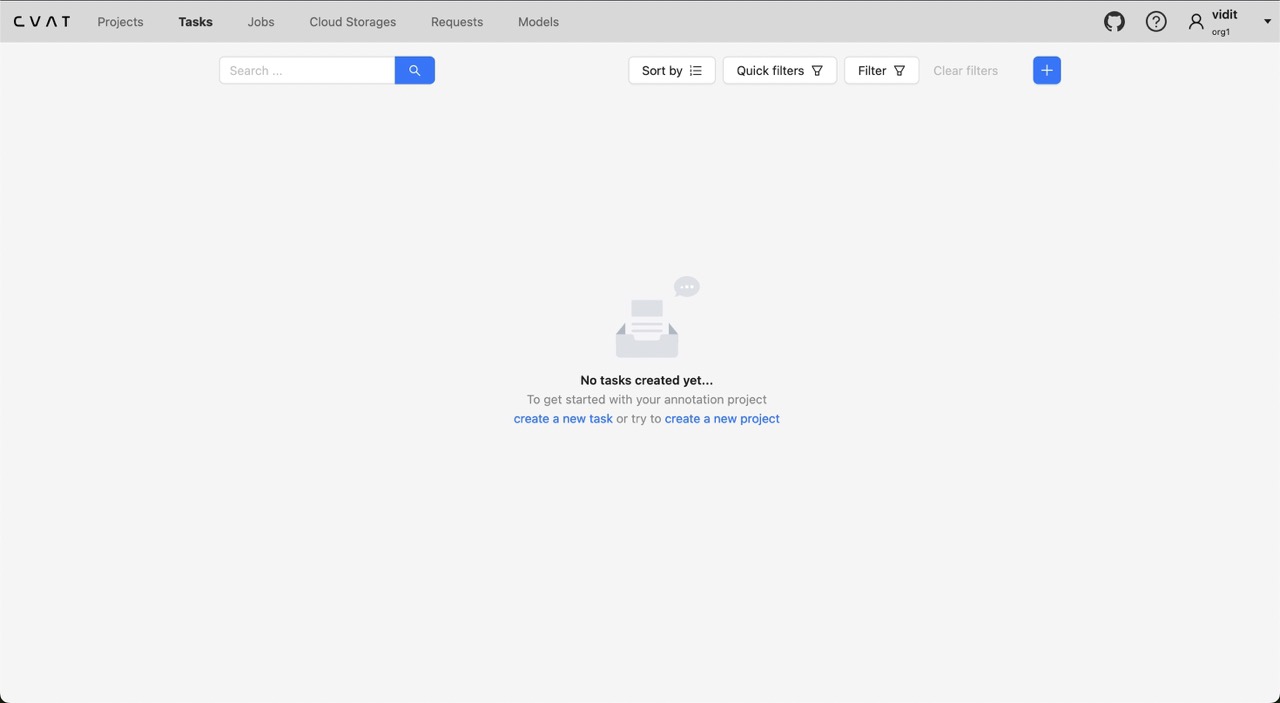 CVAT Projects Tasks Jobs Cloud Storages Requests Models vidit
org1
Search ... Sort by Quick filters Filter Clear filters
No tasks created yet...
To get started with your annotation project
create a new task or try to create a new project